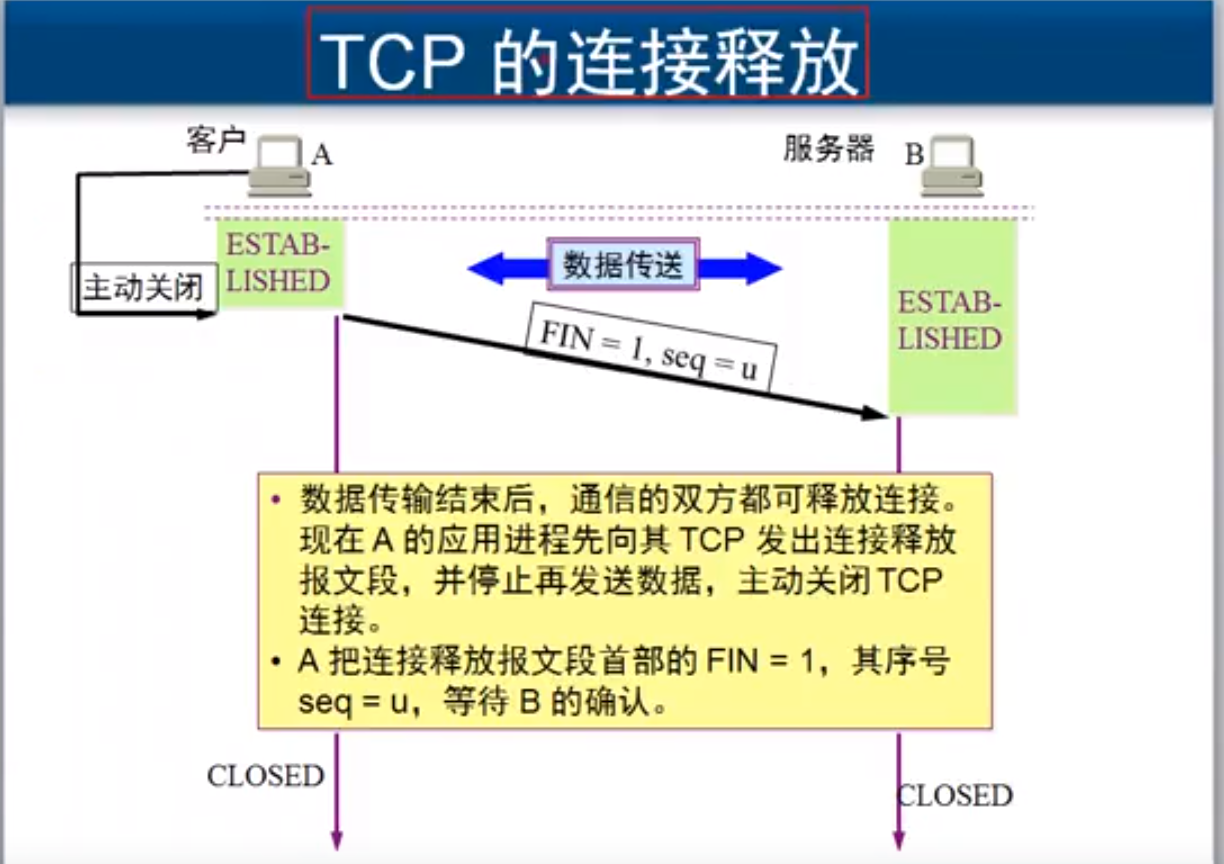 TCP 的连接释放
客户
A
服务器
B
ESTAB-
LISHED
数据传送
主动关闭
ESTAB-
LISHED
FIN = 1, seq = u
• 数据传输结束后，通信的双方都可释放连接。
现在 A 的应用进程先向其 TCP 发出连接释放
报文段，并停止再发送数据，主动关闭 TCP
连接。
• A 把连接释放报文段首部的 FIN = 1，其序号
seq = u，等待 B 的确认。
CLOSED
CLOSED